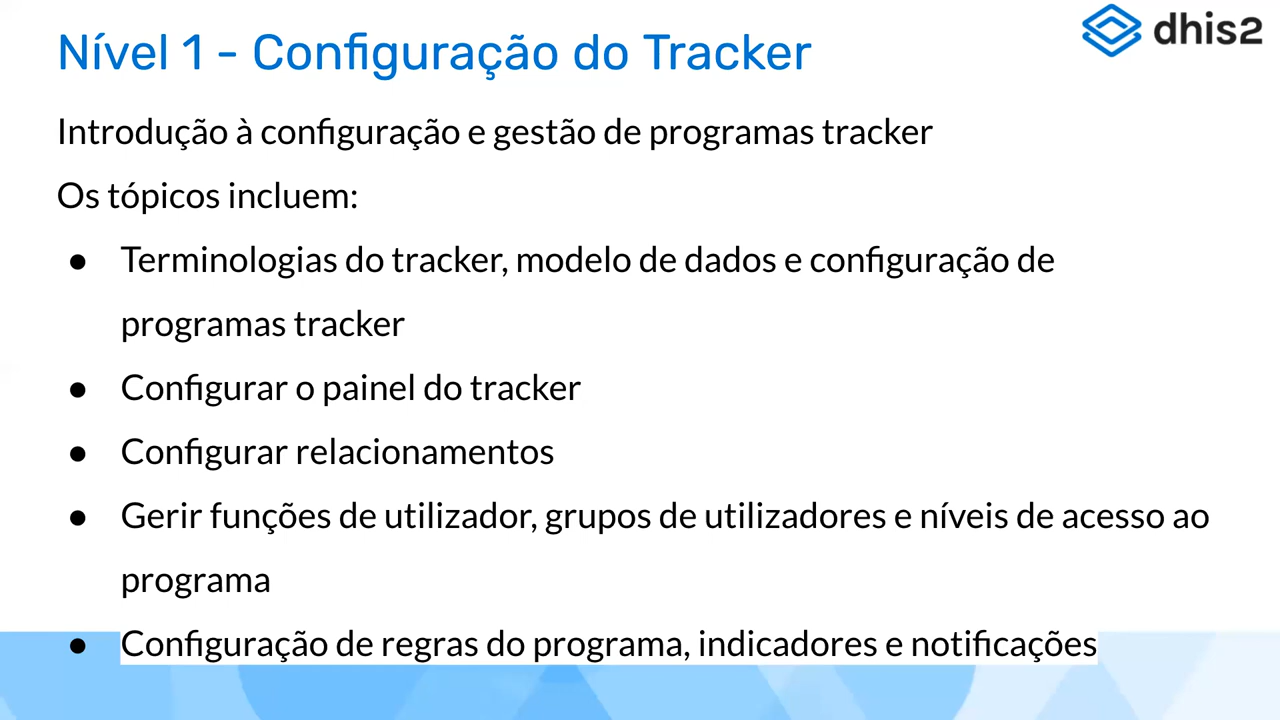 Nível 1 - Configuração do Tracker
dhis2
Introdução à configuração e gestão de programas tracker
Os tópicos incluem:
● Terminologias do tracker, modelo de dados e configuração de
programas tracker
● Configurar o painel do tracker
● Configurar relacionamentos
● Gerir funções de utilizador, grupos de utilizadores e níveis de acesso ao
programa
● Configuração de regras do programa, indicadores e notificações